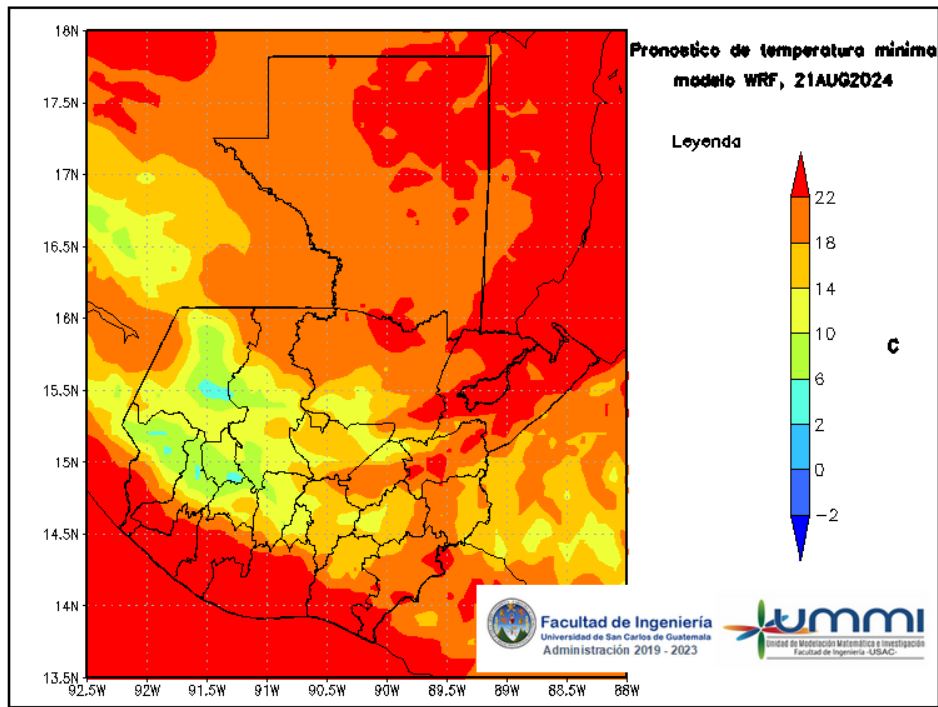 Pronostico de temperatura minima
modelo WRF, 21AUG2024
Leyenda
22
18
14
10
6
2
0
−2
C
18N
17.5N
17N
16.5N
16N
15.5N
15N
14.5N
14N
13.5N
92.5W
92W
91.5W
91W
90.5W
90W
89.5W
89W
88.5W
88W
Facultad de Ingeniería
Universidad de San Carlos de Guatemala
Administración 2019 - 2023
ummi
Unidad de Modelación Matemática e Investigación
Facultad de Ingeniería -USAC-